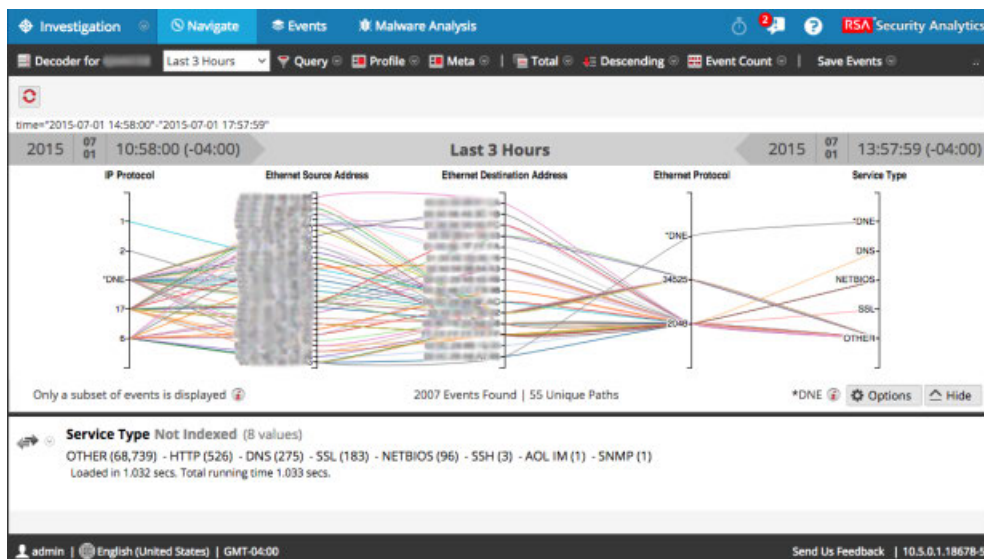 Investigation Navigate Events Malware Analysis 2 ? RSA Security Analytics
Decoder for Last 3 Hours Query Profile Meta | Total Descending Event Count | Save Events ..
time="2015-07-01 14:58:00"-"2015-07-01 17:57:59"
2015 07 01 10:58:00 (-04:00) Last 3 Hours 2015 07 01 13:57:59 (-04:00)
IP Protocol Ethernet Source Address Ethernet Destination Address Ethernet Protocol Service Type
1 *DNE
2 *DNE DNS
*DNE 34525 NETBIOS
17 SSL
6 2048 OTHER
Only a subset of events is displayed 2007 Events Found | 55 Unique Paths *DNE Options Hide
Service Type Not Indexed (8 values)
OTHER (68,739) - HTTP (526) - DNS (275) - SSL (183) - NETBIOS (96) - SSH (3) - AOL IM (1) - SNMP (1)
Loaded in 1.032 secs. Total running time 1.033 secs.
admin | English (United States) | GMT-04:00 Send Us Feedback | 10.5.0.1.18678-5